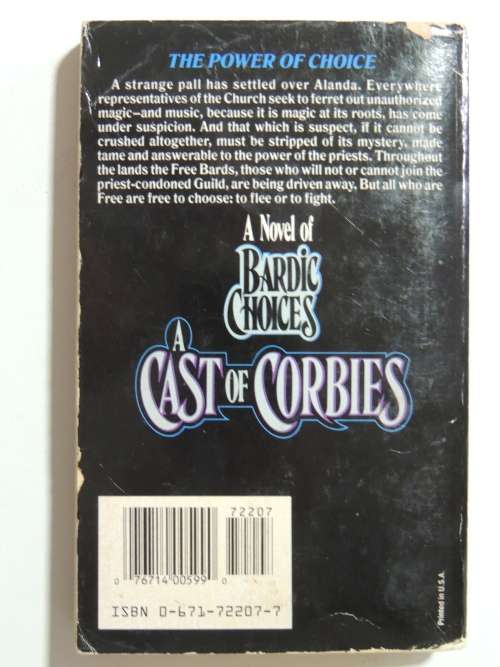 THE POWER OF CHOICE
A strange pall has settled over Alanda. Everywhere
representatives of the Church seek to ferret out unauthorized
magic—and music, because it is magic at its roots, has come
under suspicion. And that which is suspect, if it cannot be
crushed altogether, must be stripped of its mystery, made
tame and answerable to the power of the priests. Throughout
the lands the Free Bards, those who will not or cannot join the
priest-condoned Guild, are being driven away. But all who are
Free are free to choose: to flee or to fight.
A Novel of
BARDIC
CHOICES
A
CAST OF CORBIES
72207
0 76714 00599 0
ISBN 0-671-72207-7
Printed in U.S.A.